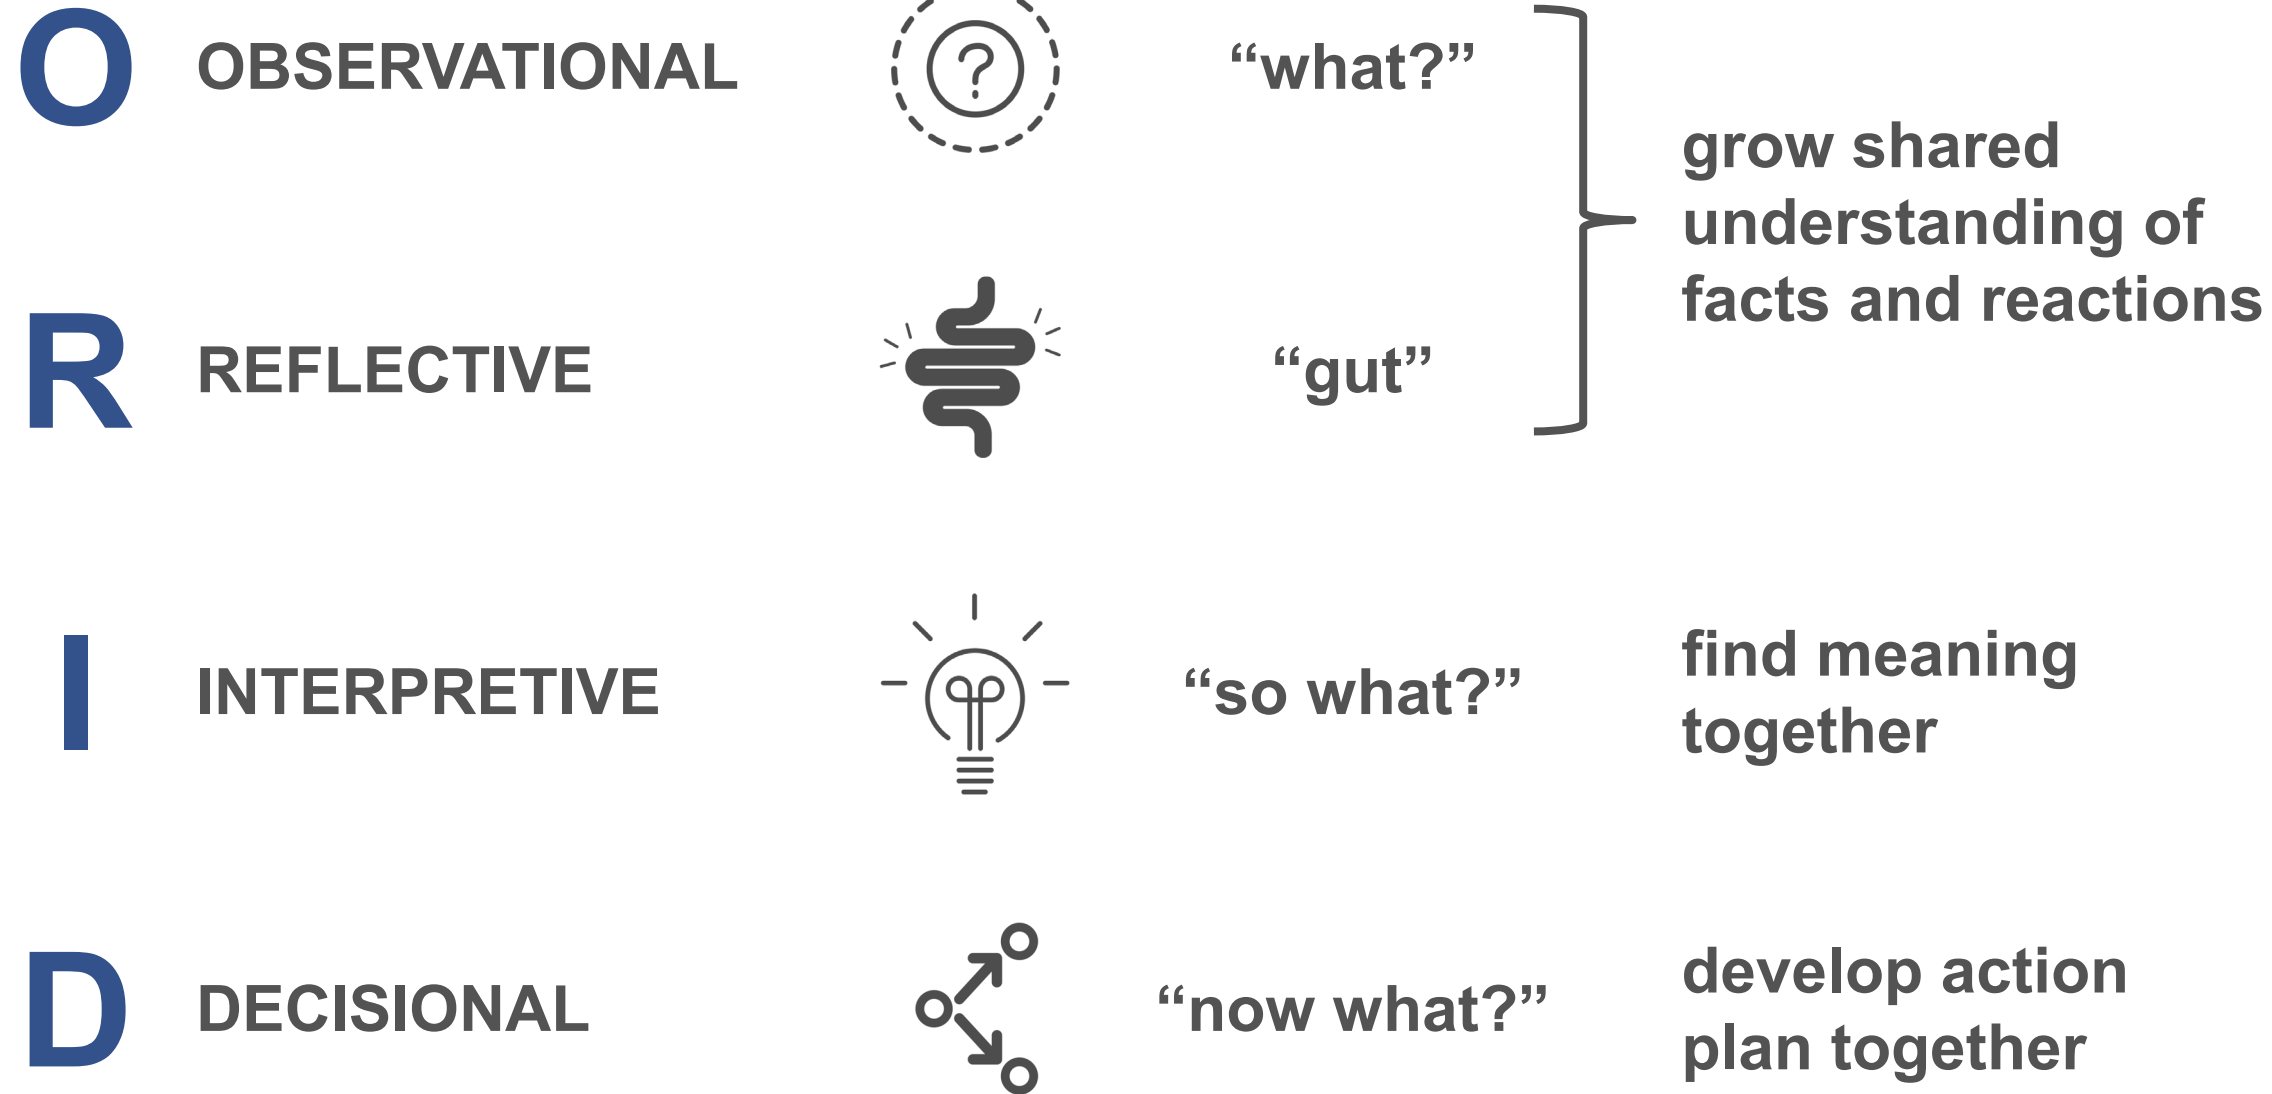 O OBSERVATIONAL ? “what?”
grow shared
understanding of
facts and reactions
R REFLECTIVE “gut”
I INTERPRETIVE “so what?”
find meaning
together
D DECISIONAL “now what?”
develop action
plan together